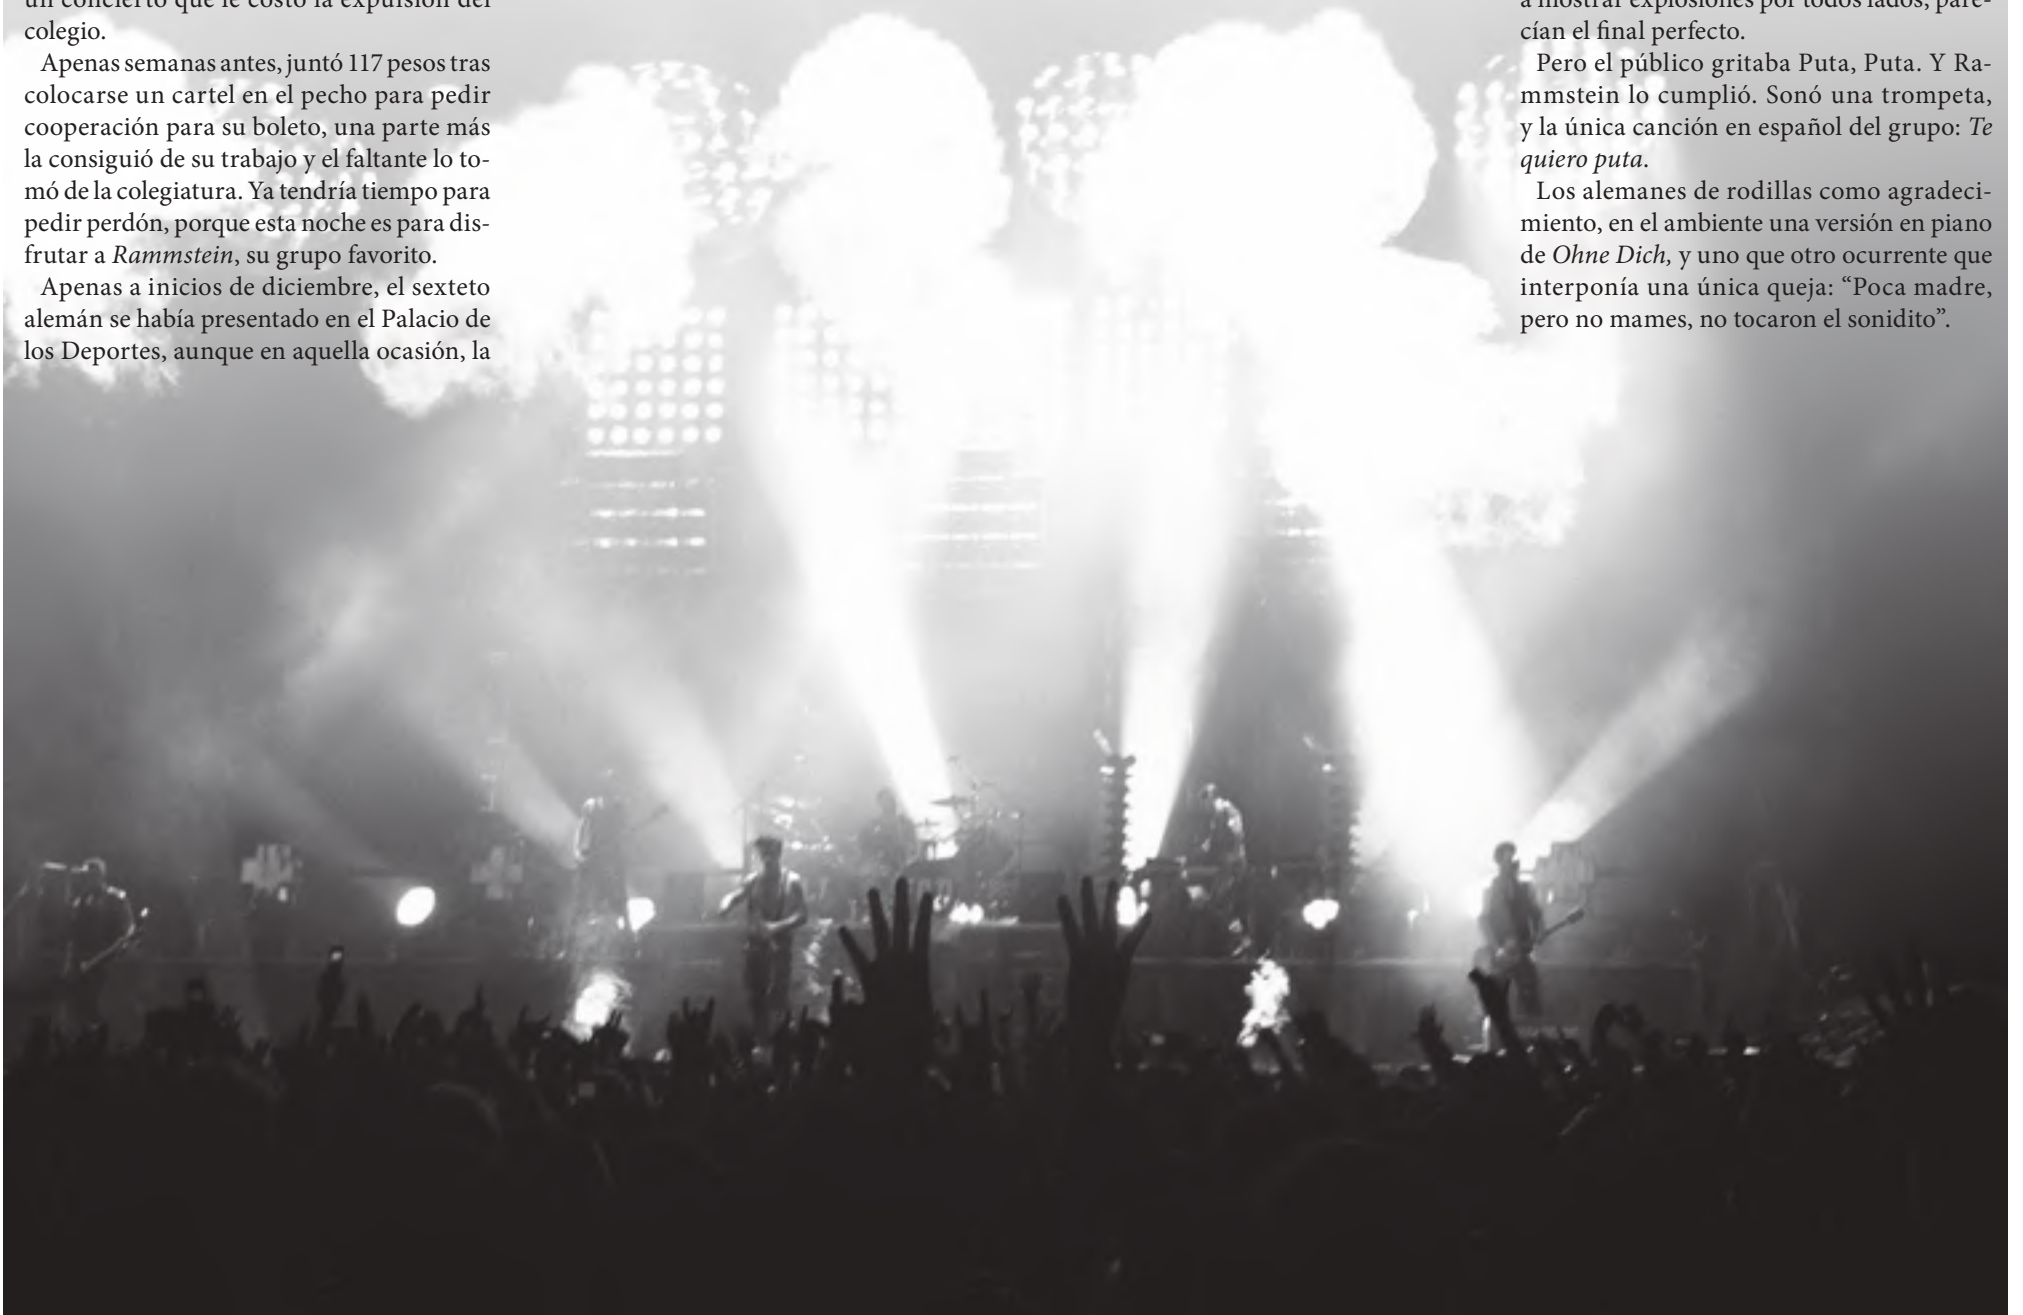 un concierto que le costó la expulsión del
colegio.
Apenas semanas antes, juntó 117 pesos tras
colocarse un cartel en el pecho para pedir
cooperación para su boleto, una parte más
la consiguió de su trabajo y el faltante lo to-
mó de la colegiatura. Ya tendría tiempo para
pedir perdón, porque esta noche es para dis-
frutar a Rammstein, su grupo favorito.
Apenas a inicios de diciembre, el sexteto
alemán se había presentado en el Palacio de
los Deportes, aunque en aquella ocasión, la
a mostrar explosiones por todos lados, pare-
cían el final perfecto.
Pero el público gritaba Puta, Puta. Y Ra-
mmstein lo cumplió. Sonó una trompeta,
y la única canción en español del grupo: Te
quiero puta.
Los alemanes de rodillas como agradeci-
miento, en el ambiente una versión en piano
de Ohne Dich, y uno que otro ocurrente que
interponía una única queja: “Poca madre,
pero no mames, no tocaron el sonidito”.